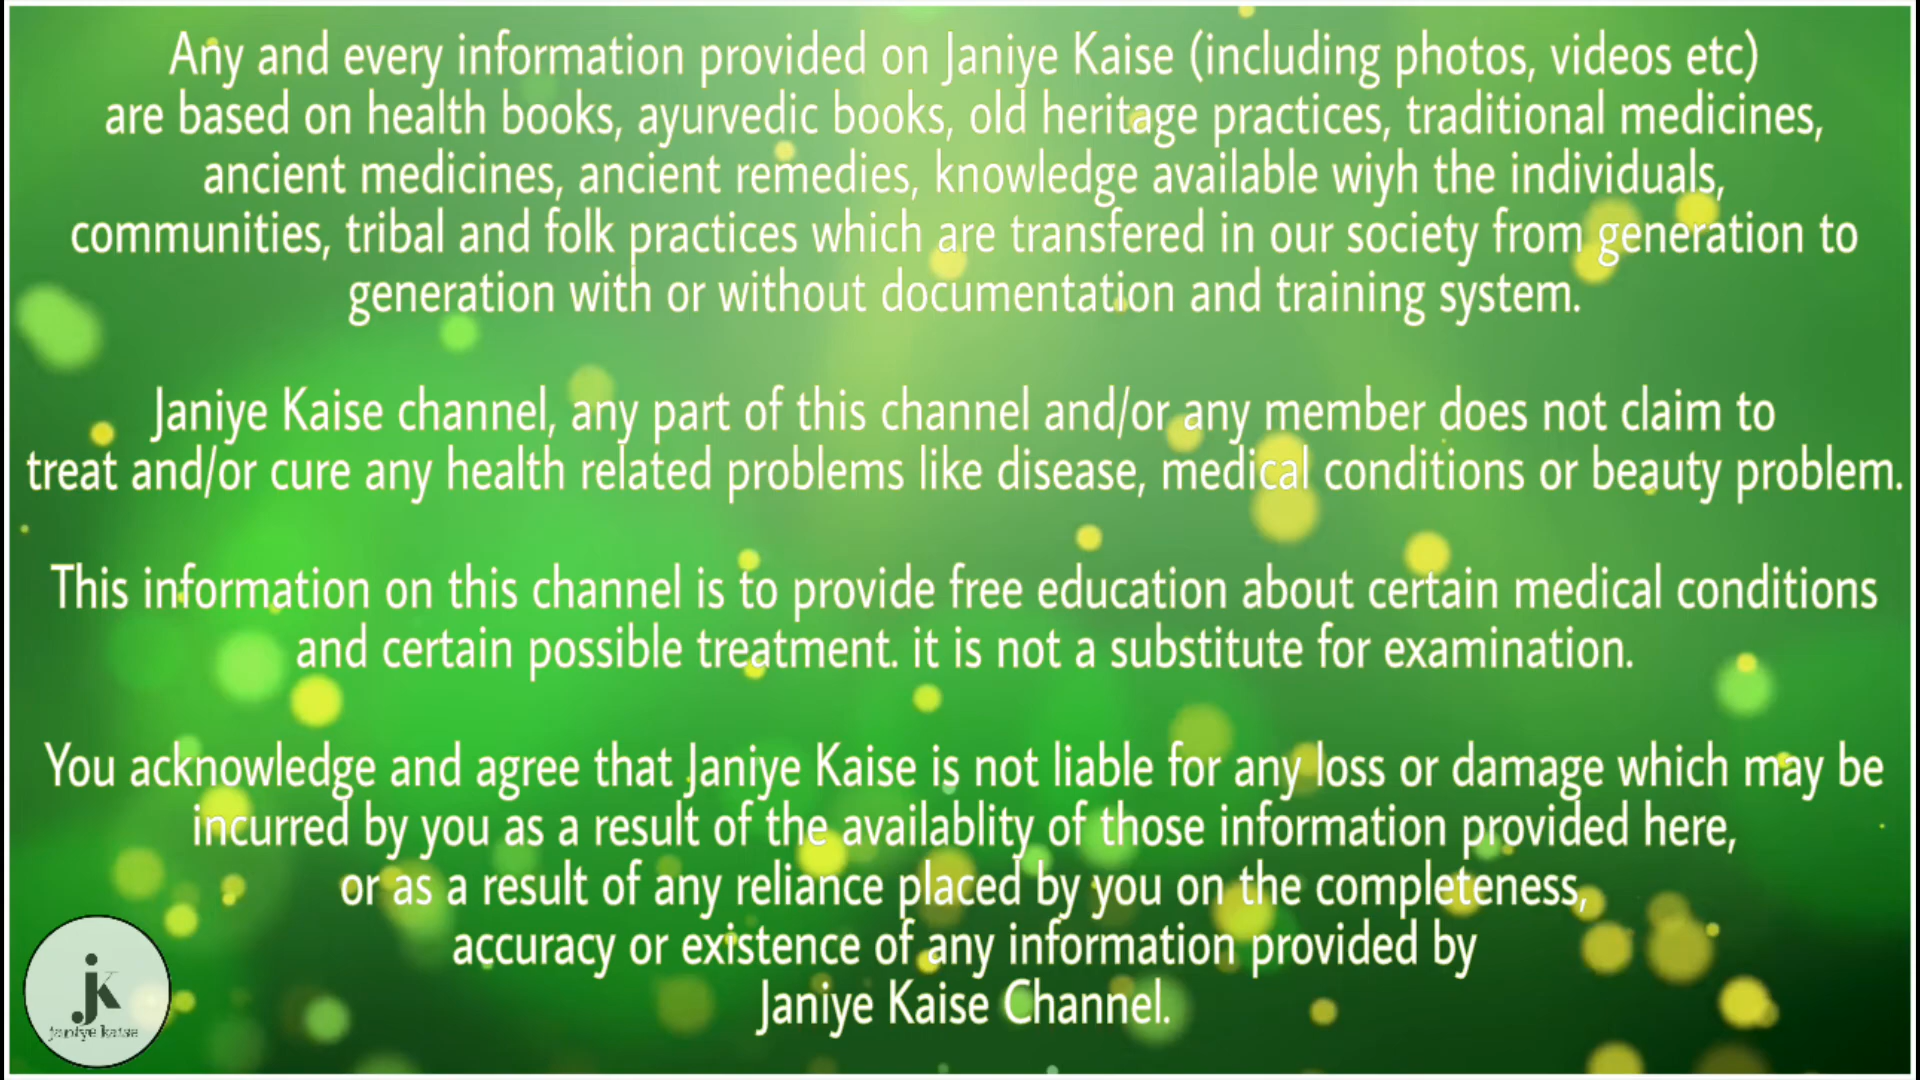 Any and every information provided on Janiye Kaise (including photos, videos etc)
are based on health books, ayurvedic books, old heritage practices, traditional medicines,
ancient medicines, ancient remedies, knowledge available wiyh the individuals,
communities, tribal and folk practices which are transfered in our society from generation to
generation with or without documentation and training system.
Janiye Kaise channel, any part of this channel and/or any member does not claim to
treat and/or cure any health related problems like disease, medical conditions or beauty problem.
This information on this channel is to provide free education about certain medical conditions
and certain possible treatment. it is not a substitute for examination.
You acknowledge and agree that Janiye Kaise is not liable for any loss or damage which may be
incurred by you as a result of the availablity of those information provided here,
or as a result of any reliance placed by you on the completeness,
accuracy or existence of any information provided by
Janiye Kaise Channel.
jk
janiye kaise